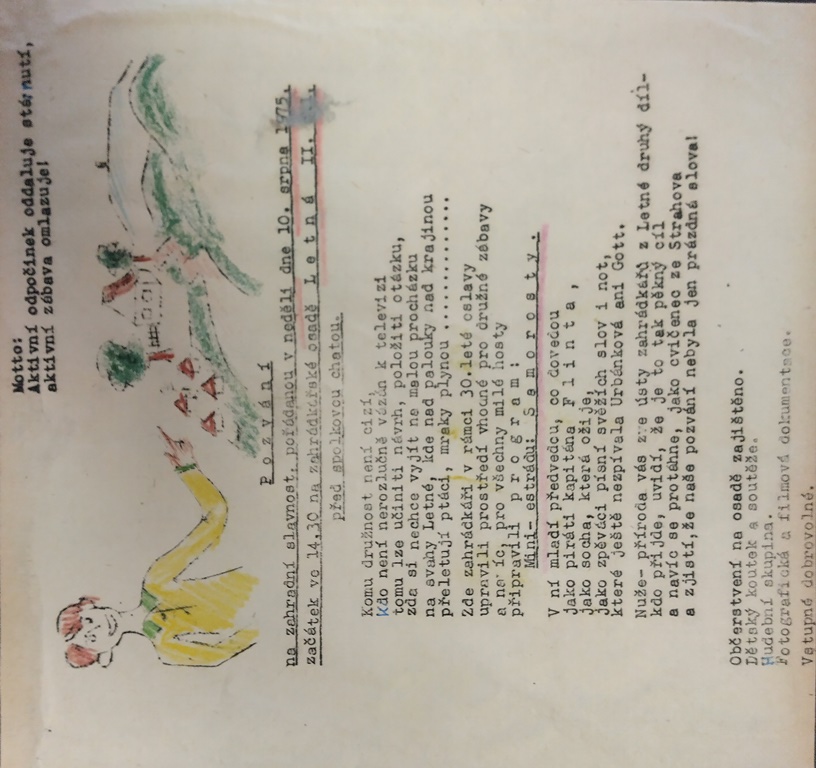 Motto:
Aktivní odpočinek oddaluje stárnutí,
aktivní zábava omlazuje!
P o z v á n í
na zahradní slavnost, pořádanou v neděli dne 10. srpna 1975.
začátek ve 14,30 na zahrádkářské osadě L e t n á II.
před spolkovou chatou.
Komu družnost není cizí,
kdo není nerozlučně vázán k televizi
tomu lze učiniti návrh, položiti otázku,
zda si nechce vyjít na malou procházku
na svahy Letné, kde nad palouky nad krajinou
přeletují ptáci, mraky plynou ..............
Zde zahrádkáři v rámci 30.leté oslavy
upravili prostředí vhodné pro družné zábavy
a navíc, pro všechny milé hosty
připravili p r o g r a m :
Mini- estrádu: S a m o r o s t y .
V ní mladí předvedou, co dovedou
jako piráti kapitána F l i n t a ,
jako socha, která ožije,
jako zpěváci písní svěžích slov i not,
které ještě nezpívala Urbánková ani Gott.
Nuže- příroda vás zve ústy zahrádkářů z Letné druhý díl-
kdo přijde, uvidí, že je to tak pěkný cíl
a navíc se protáhne, jako cvičenec ze Strahova
a zjistí,že naše pozvání nebyla jen prázdná slova!
Občerstvení na osadě zajištěno.
Dětský koutek a soutěže.
Hudební skupina.
Fotografická a filmová dokumentace.
Vstupné dobrovolné.